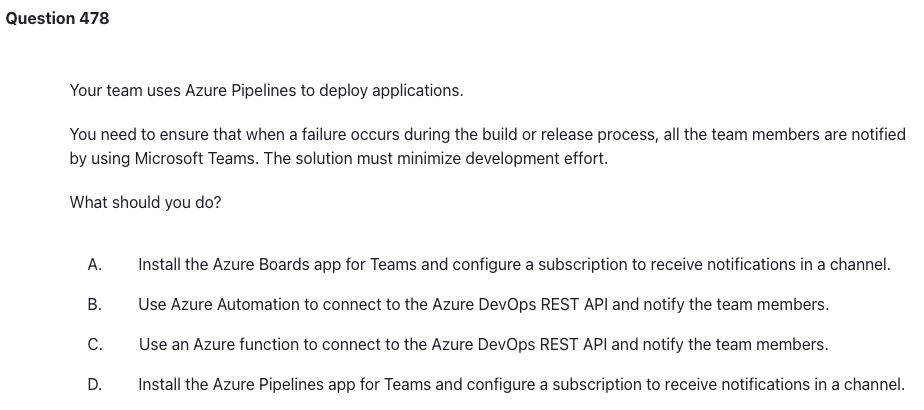 Question 478
Your team uses Azure Pipelines to deploy applications.
You need to ensure that when a failure occurs during the build or release process, all the team members are notified
by using Microsoft Teams. The solution must minimize development effort.
What should you do?
A. Install the Azure Boards app for Teams and configure a subscription to receive notifications in a channel.
B. Use Azure Automation to connect to the Azure DevOps REST API and notify the team members.
C. Use an Azure function to connect to the Azure DevOps REST API and notify the team members.
D. Install the Azure Pipelines app for Teams and configure a subscription to receive notifications in a channel.